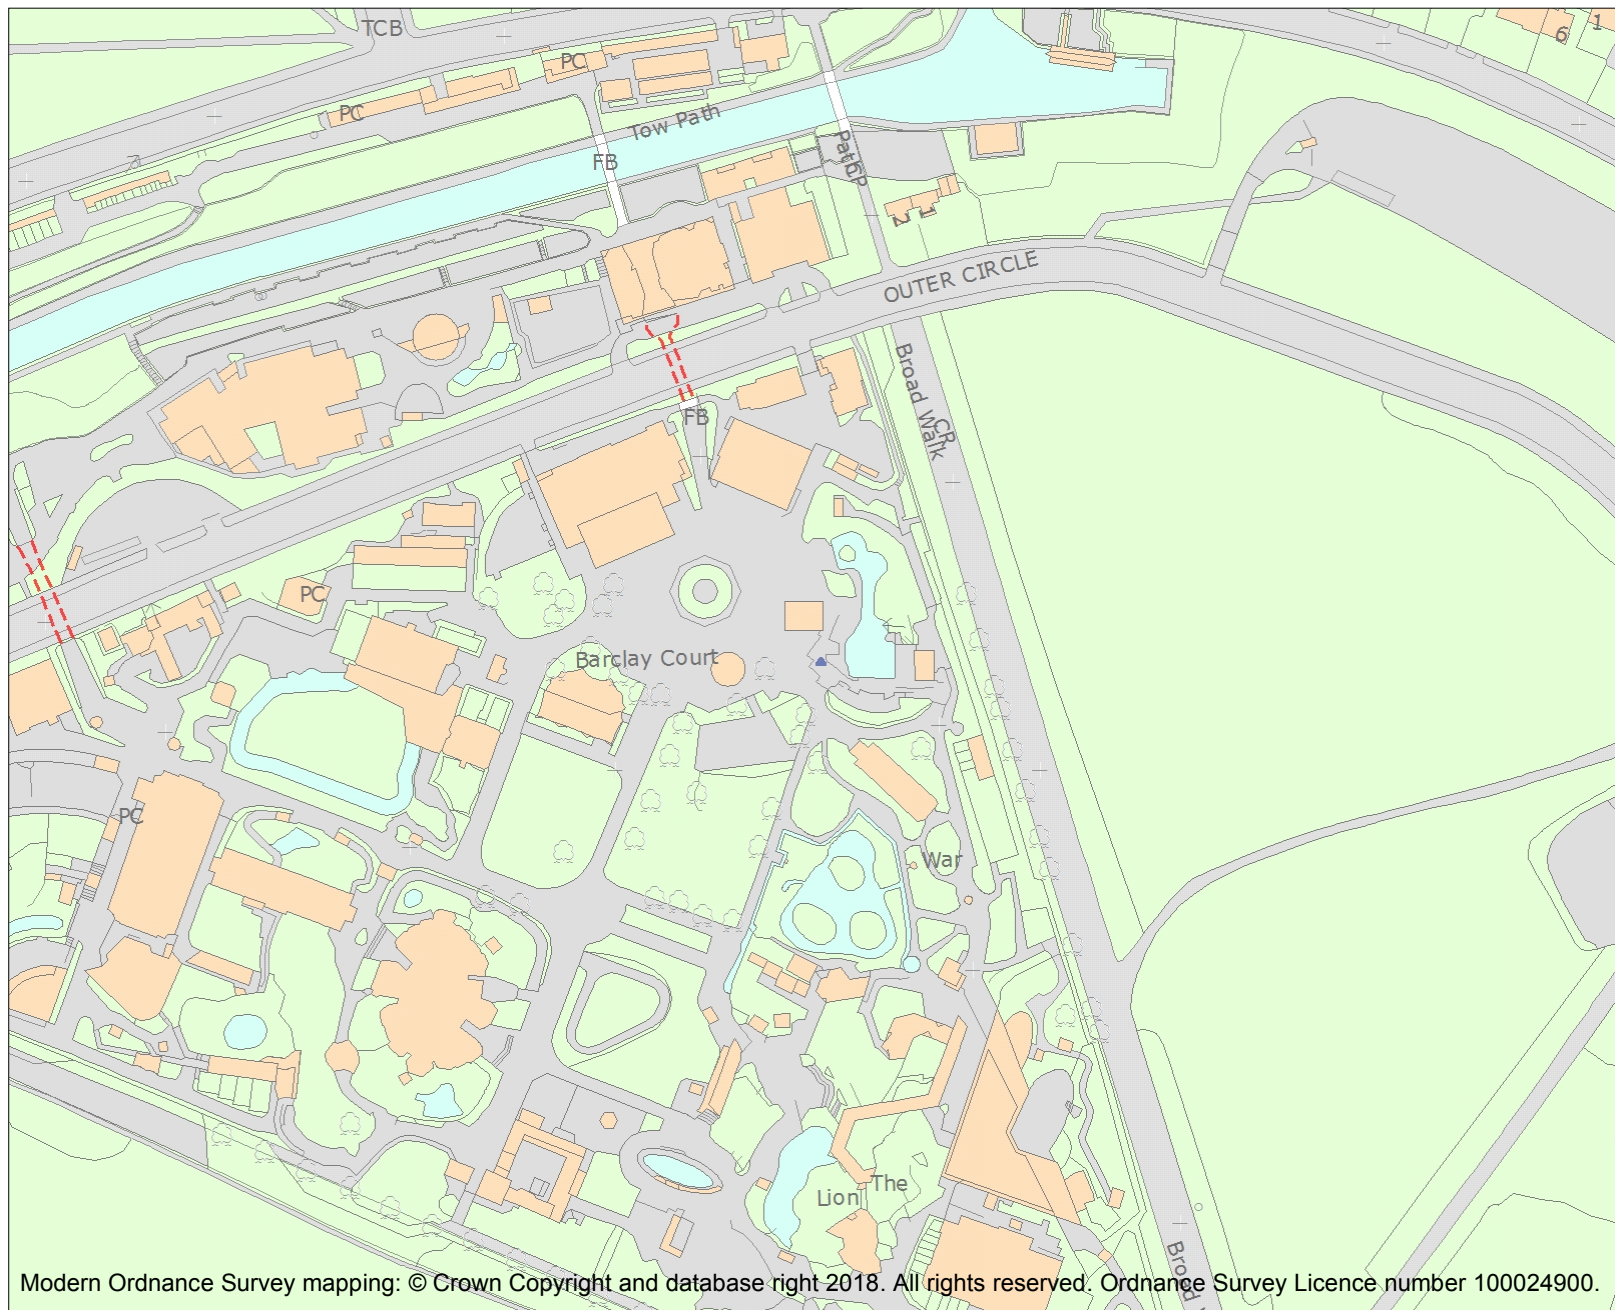 TCB
6
1
PC
PC
Tow Path
7
FB
Path
CP
1
2
OUTER CIRCLE
Broad Walk
CR
FB
PC
Barclay Court
PC
War
The
Lion
Broad
Modern Ordnance Survey mapping: © Crown Copyright and database right 2018. All rights reserved. Ordnance Survey Licence number 100024900.